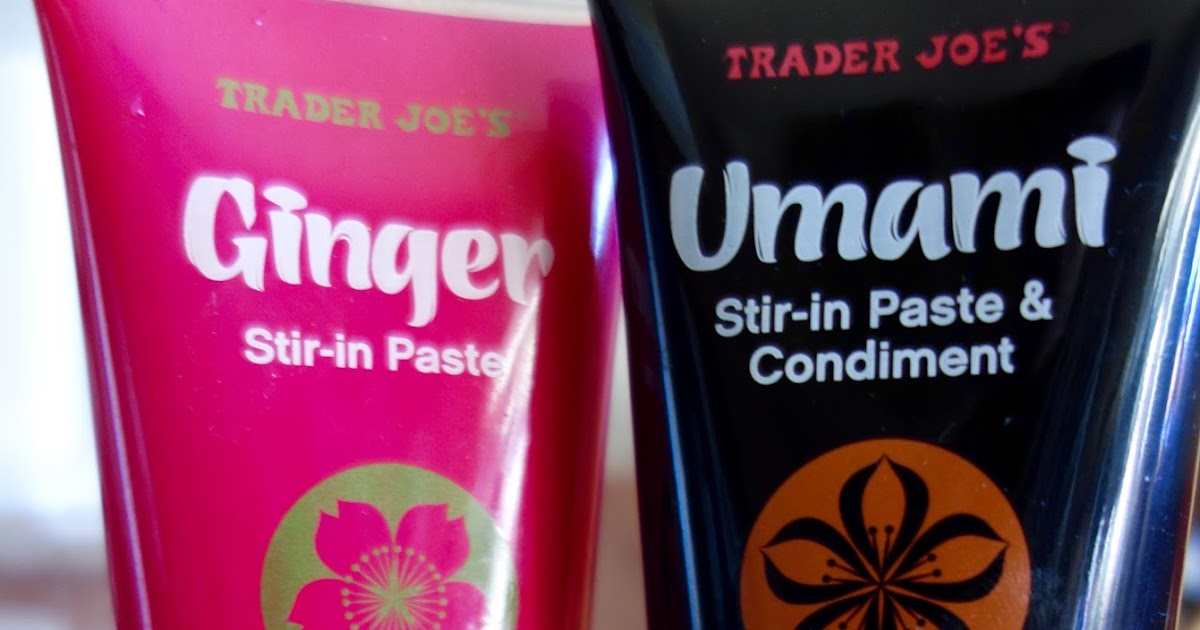 TRADER JOE'S
Ginger
Stir-in Paste
TRADER JOE'S
Umami
Stir-in Paste &
Condiment